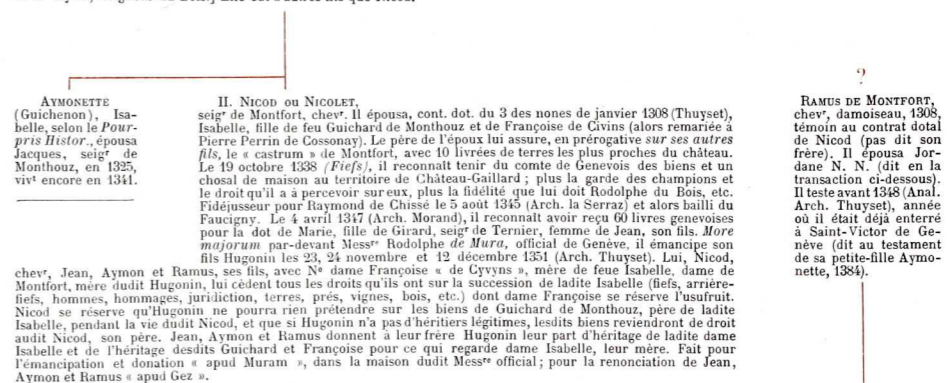 AYMONETTE
(Guichenon), Isa-
belle, selon le Pour-
pris Histor., épousa
Jacques, seigr de
Monthouz, en 1325,
vivt encore en 1341.
II. NICOD OU NICOLET,
seigr de Montfort, chevr. Il épousa, cont. dot. du 3 des nones de janvier 1308 (Thuyset),
Isabelle, fille de feu Guichard de Monthouz et de Françoise de Civins (alors remariée à
Pierre Perrin de Cossonay). Le père de l'époux lui assure, en prérogative sur ses autres
fils, le « castrum » de Montfort, avec 10 livrées de terres les plus proches du château.
Le 19 octobre 1338 (Fiefs), il reconnaît tenir du comte de Genevois des biens et un
chosal de maison au territoire de Château-Gaillard ; plus la garde des champions et
le droit qu'il a à percevoir sur eux, plus la fidélité que lui doit Rodolphe du Bois, etc.
Fidéjusseur pour Raymond de Chissé le 5 août 1345 (Arch. la Serraz) et alors bailli du
Faucigny. Le 4 avril 1347 (Arch. Morand), il reconnaît avoir reçu 60 livres genevoises
pour la dot de Marie, fille de Girard, seigr de Ternier, femme de Jean, son fils. More
majorum par-devant Messre Rodolphe de Mura, official de Genève, il émancipe son
fils Hugonin les 23, 24 novembre et 12 décembre 1351 (Arch. Thuyset). Lui, Nicod,
chevr, Jean, Aymon et Ramus, ses fils, avec Ne dame Françoise « de Cyvyns », mère de feue Isabelle, dame de
Montfort, mère dudit Hugonin, lui cèdent tous les droits qu'ils ont sur la succession de ladite Isabelle (fiefs, arrière-
fiefs, hommes, hommages, juridiction, terres, prés, vignes, bois, etc.) dont dame Françoise se réserve l'usufruit.
Nicod se réserve qu'Hugonin ne pourra rien prétendre sur les biens de Guichard de Monthouz, père de ladite
Isabelle, pendant la vie dudit Nicod, et que si Hugonin n'a pas d'héritiers légitimes, lesdits biens reviendront de droit
audit Nicod, son père. Jean, Aymon et Ramus donnent à leur frère Hugonin leur part d'héritage de ladite dame
Isabelle et de l'héritage desdits Guichard et Françoise pour ce qui regarde dame Isabelle, leur mère. Fait pour
l'émancipation et donation « apud Muram », dans la maison dudit Messre official ; pour la renonciation de Jean,
Aymon et Ramus « apud Gez ».
?
RAMUS DE MONTFORT,
chevr, damoiseau, 1308,
témoin au contrat dotal
de Nicod (pas dit son
frère). Il épousa Jor-
dane N. N. (dit en la
transaction ci-dessous).
Il teste avant 1348 (Anal.
Arch. Thuyset), année
où il était déjà enterré
à Saint-Victor de Ge-
nève (dit au testament
de sa petite-fille Aymo-
nette, 1384).